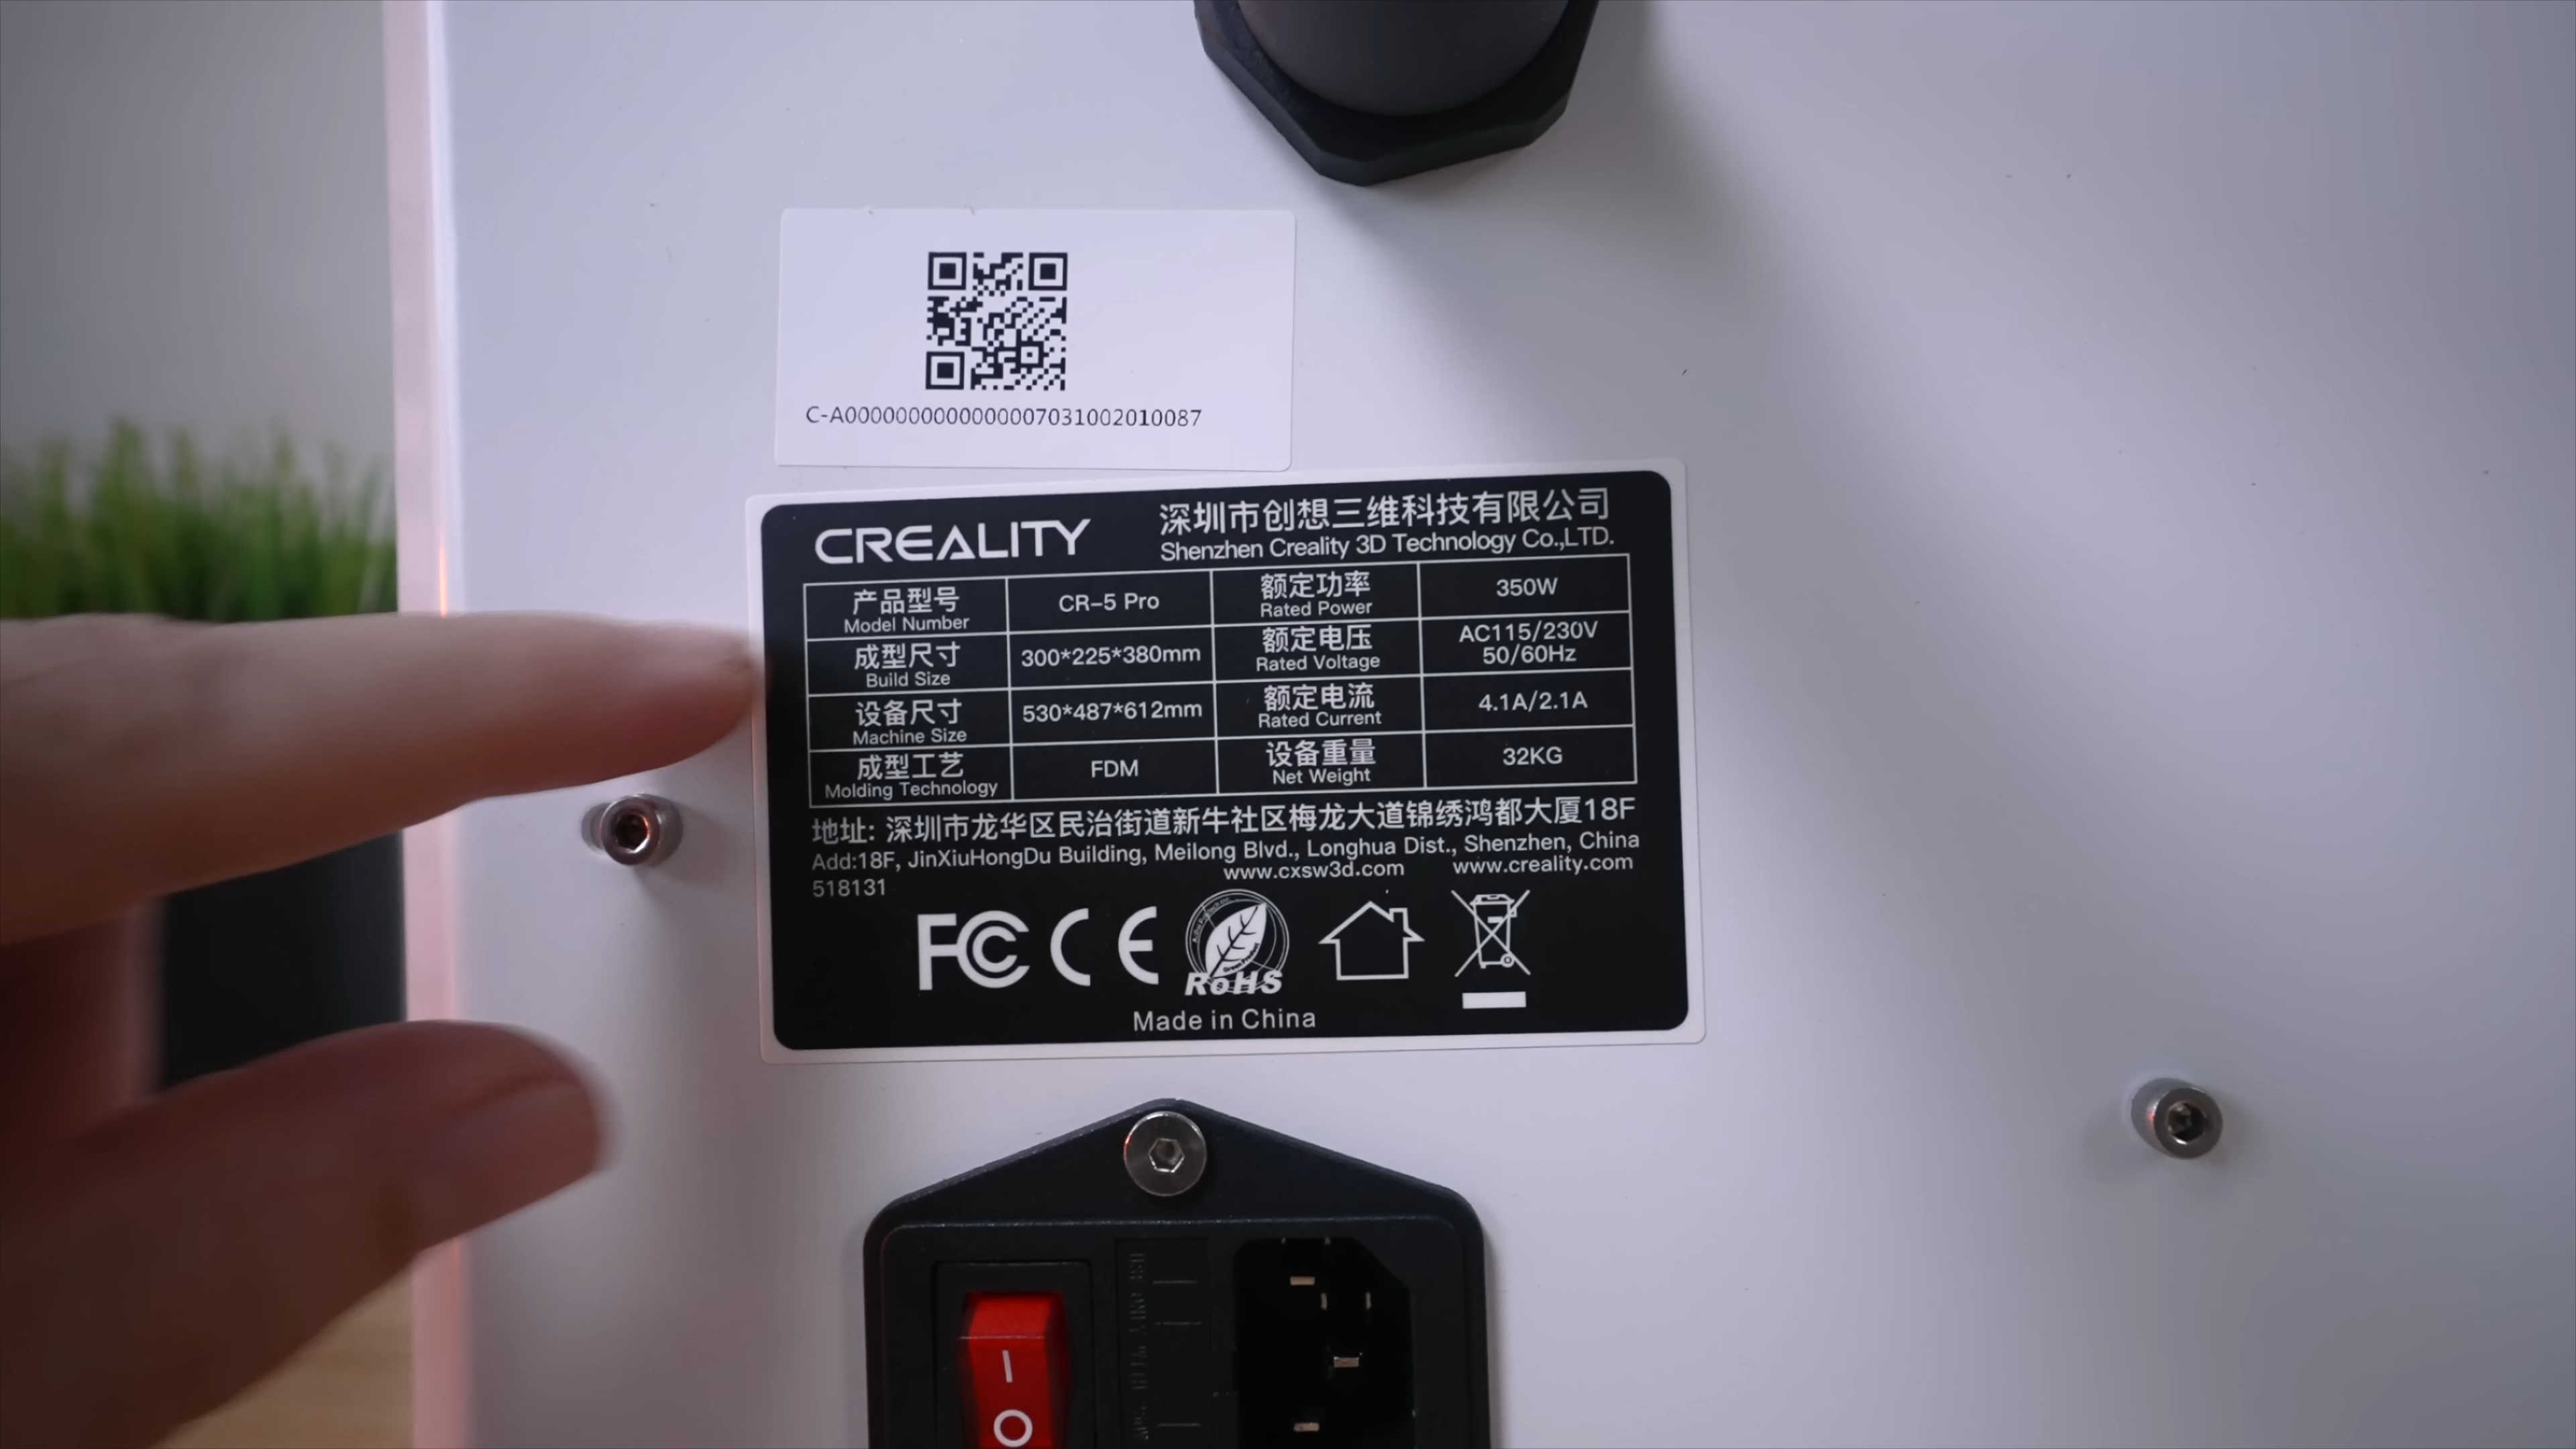 C-A0000000000000007031002010087
CREALITY
深圳市创想三维科技有限公司
Shenzhen Creality 3D Technology Co.,LTD.
产品型号 Model Number CR-5 Pro 额定功率 Rated Power 350W
成型尺寸 Build Size 300*225*380mm 额定电压 Rated Voltage AC115/230V 50/60Hz
设备尺寸 Machine Size 530*487*612mm 额定电流 Rated Current 4.1A/2.1A
成型工艺 Molding Technology FDM 设备重量 Net Weight 32KG
地址: 深圳市龙华区民治街道新牛社区梅龙大道锦绣鸿都大厦18F
Add:18F, JinXiuHongDu Building, Meilong Blvd., Longhua Dist., Shenzhen, China
518131
www.cxsw3d.com www.creality.com
FC CE RoHS
Made in China